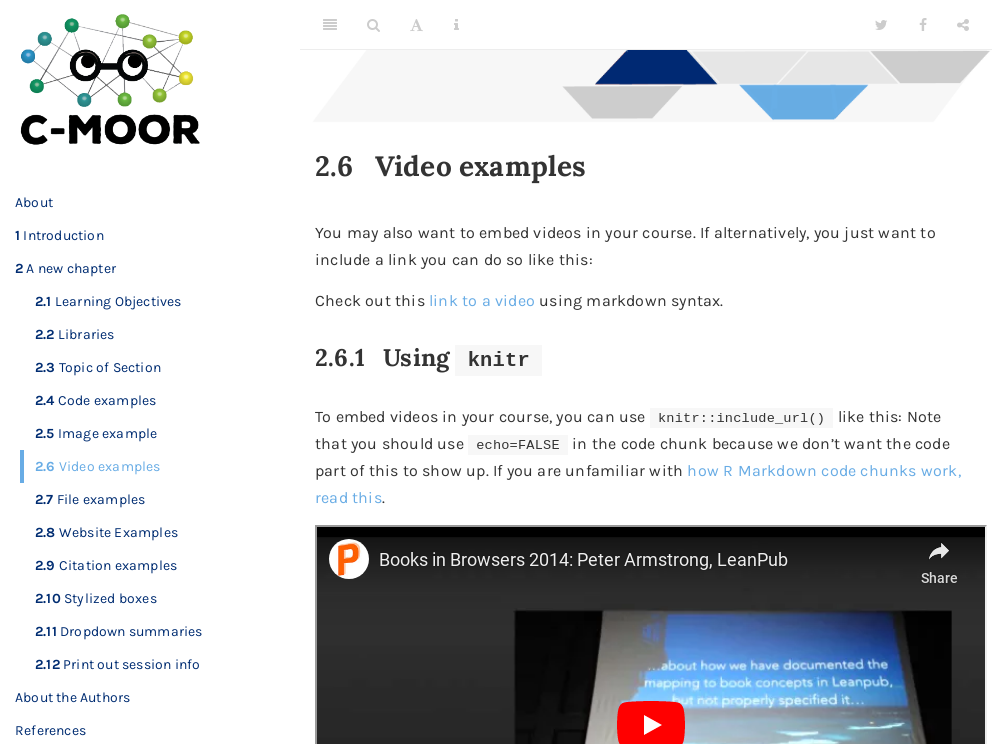 C-MOOR
About
1 Introduction
2 A new chapter
2.1 Learning Objectives
2.2 Libraries
2.3 Topic of Section
2.4 Code examples
2.5 Image example
2.6 Video examples
2.7 File examples
2.8 Website Examples
2.9 Citation examples
2.10 Stylized boxes
2.11 Dropdown summaries
2.12 Print out session info
About the Authors
References
2.6 Video examples
You may also want to embed videos in your course. If alternatively, you just want to
include a link you can do so like this:
Check out this link to a video using markdown syntax.
2.6.1 Using knitr
To embed videos in your course, you can use knitr::include_url() like this: Note
that you should use echo=FALSE in the code chunk because we don’t want the code
part of this to show up. If you are unfamiliar with how R Markdown code chunks work,
read this.
Books in Browsers 2014: Peter Armstrong, LeanPub
Share
...about how we have documented the
mapping to book concepts in Leanpub,
but not properly specified it...